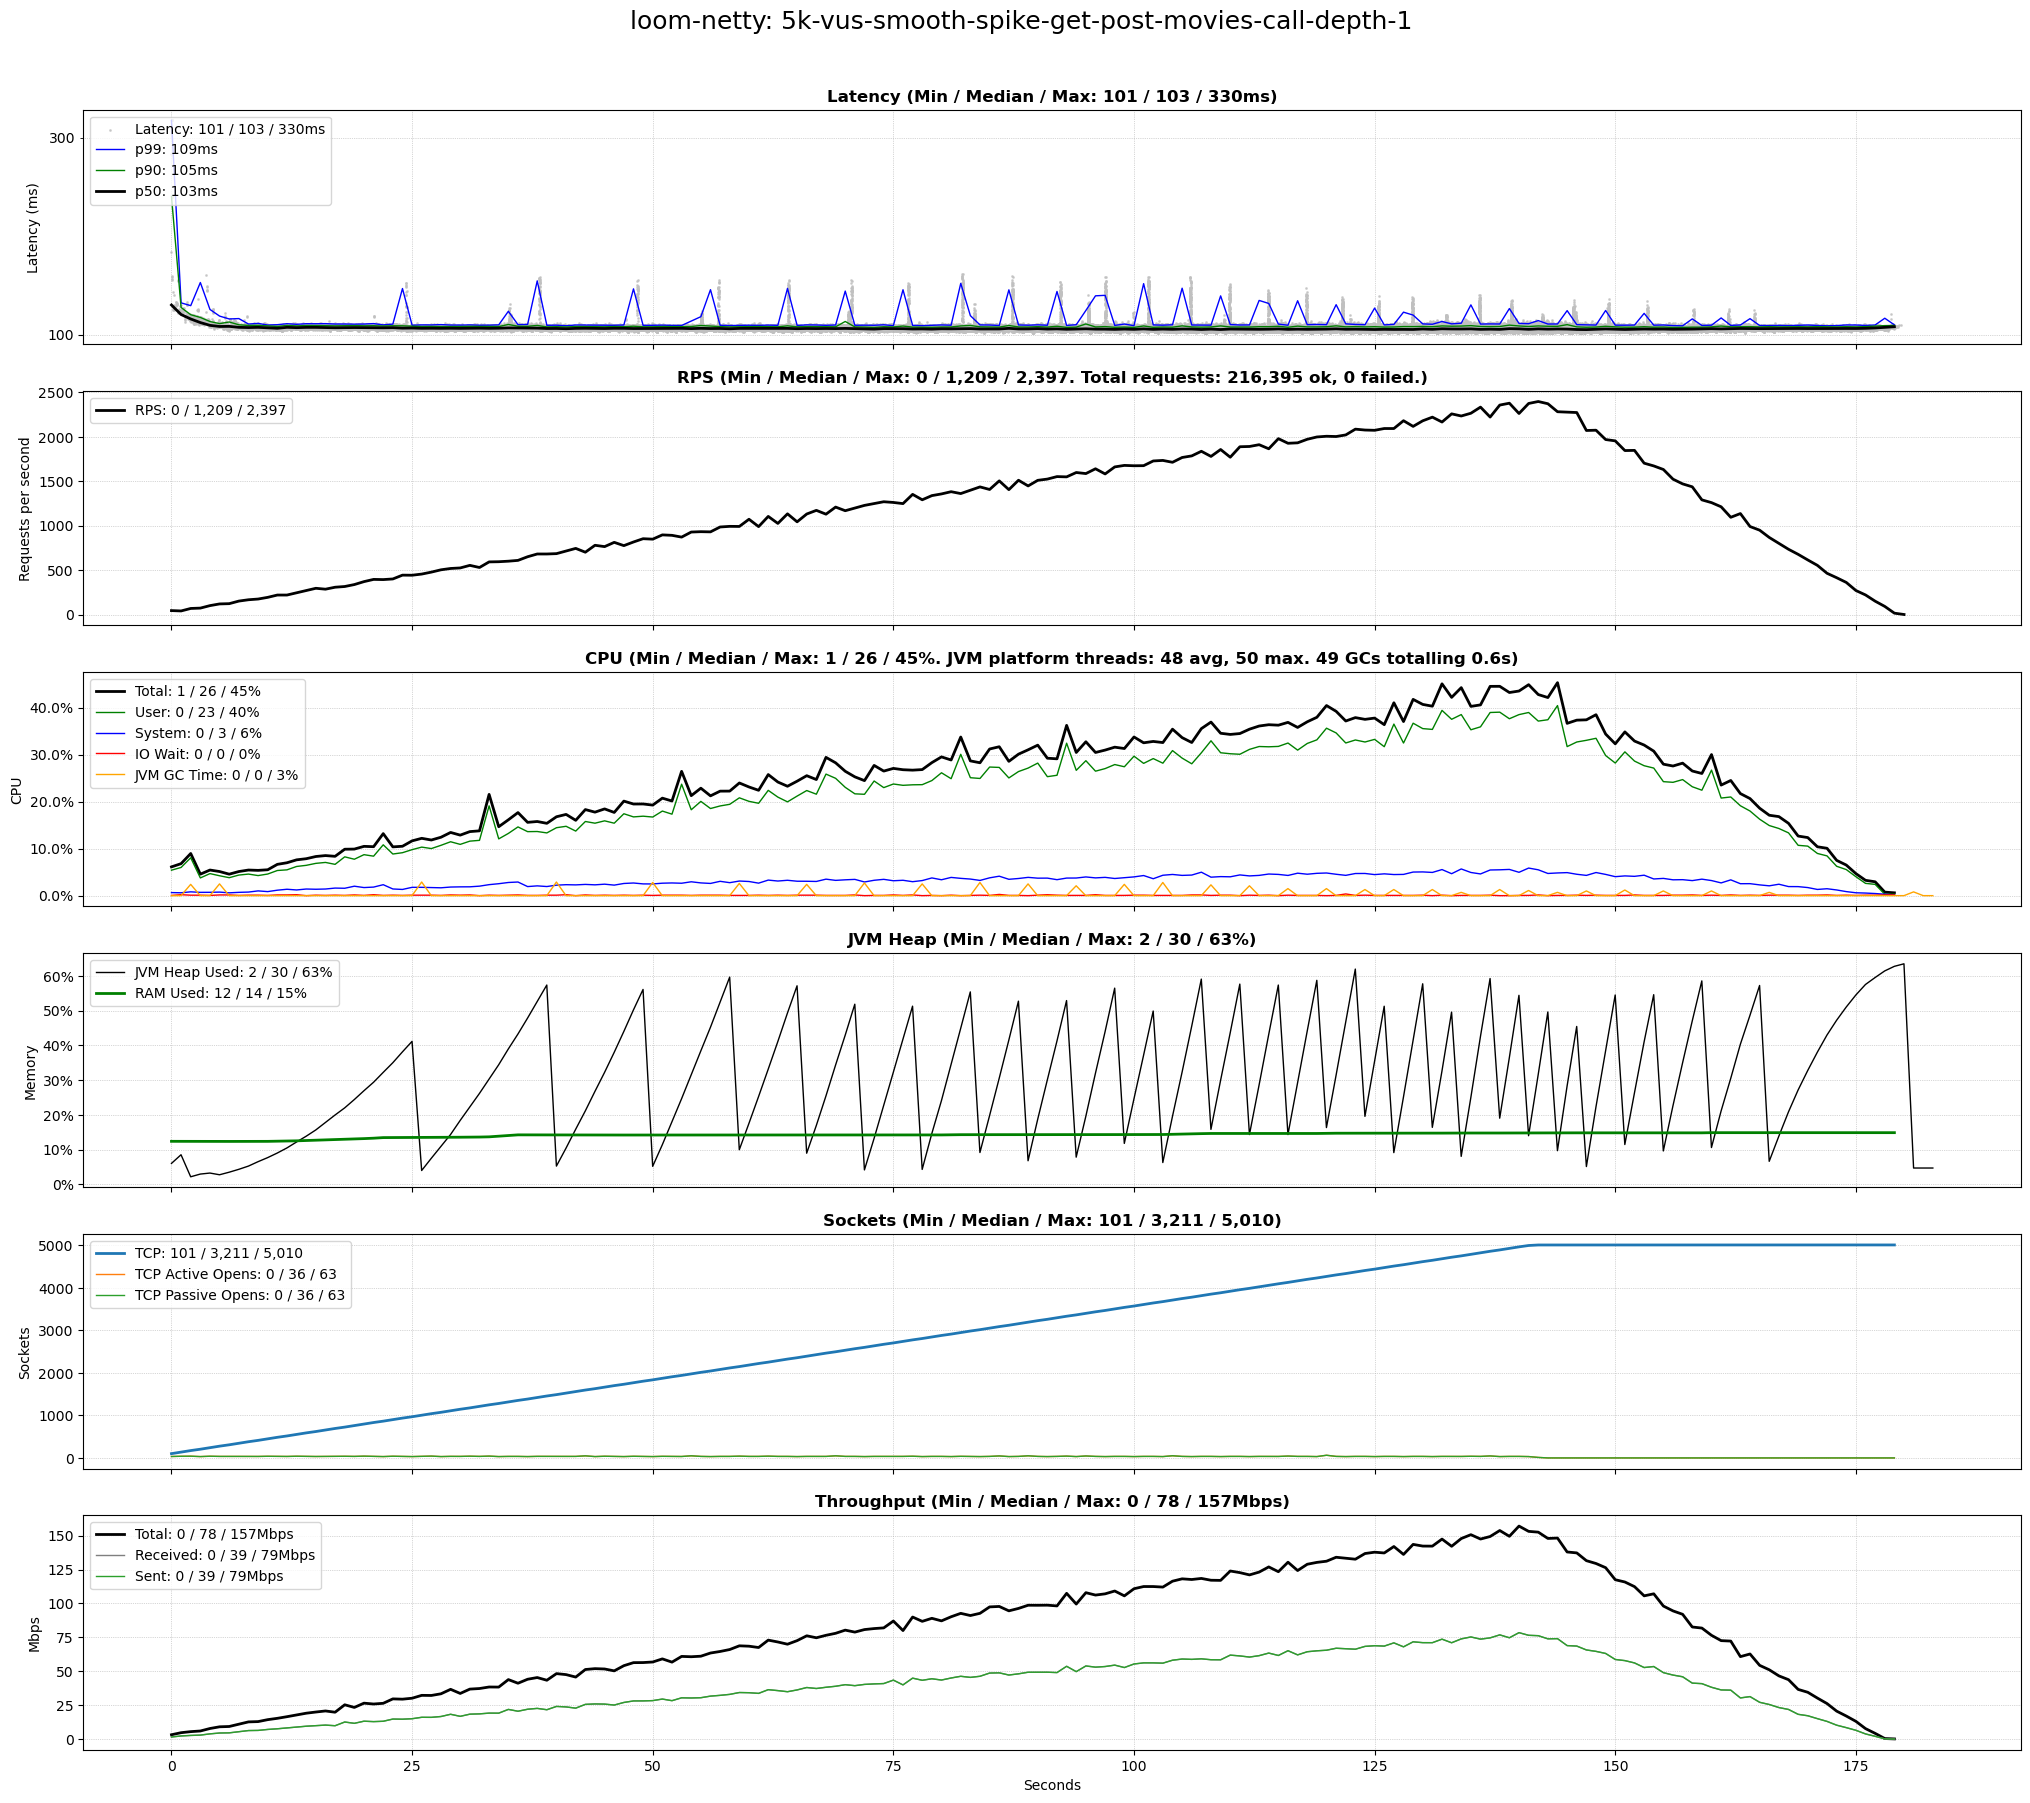 loom-netty: 5k-vus-smooth-spike-get-post-movies-call-depth-1
Latency (Min / Median / Max: 101 / 103 / 330ms)
Latency (ms)
300
100
Latency: 101 / 103 / 330ms
p99: 109ms
p90: 105ms
p50: 103ms
RPS (Min / Median / Max: 0 / 1,209 / 2,397. Total requests: 216,395 ok, 0 failed.)
Requests per second
2500
2000
1500
1000
500
0
RPS: 0 / 1,209 / 2,397
CPU (Min / Median / Max: 1 / 26 / 45%. JVM platform threads: 48 avg, 50 max. 49 GCs totalling 0.6s)
CPU
40.0%
30.0%
20.0%
10.0%
0.0%
Total: 1 / 26 / 45%
User: 0 / 23 / 40%
System: 0 / 3 / 6%
IO Wait: 0 / 0 / 0%
JVM GC Time: 0 / 0 / 3%
JVM Heap (Min / Median / Max: 2 / 30 / 63%)
Memory
60%
50%
40%
30%
20%
10%
0%
JVM Heap Used: 2 / 30 / 63%
RAM Used: 12 / 14 / 15%
Sockets (Min / Median / Max: 101 / 3,211 / 5,010)
Sockets
5000
4000
3000
2000
1000
0
TCP: 101 / 3,211 / 5,010
TCP Active Opens: 0 / 36 / 63
TCP Passive Opens: 0 / 36 / 63
Throughput (Min / Median / Max: 0 / 78 / 157Mbps)
Mbps
150
125
100
75
50
25
0
Total: 0 / 78 / 157Mbps
Received: 0 / 39 / 79Mbps
Sent: 0 / 39 / 79Mbps
0 25 50 75 100 125 150 175
Seconds